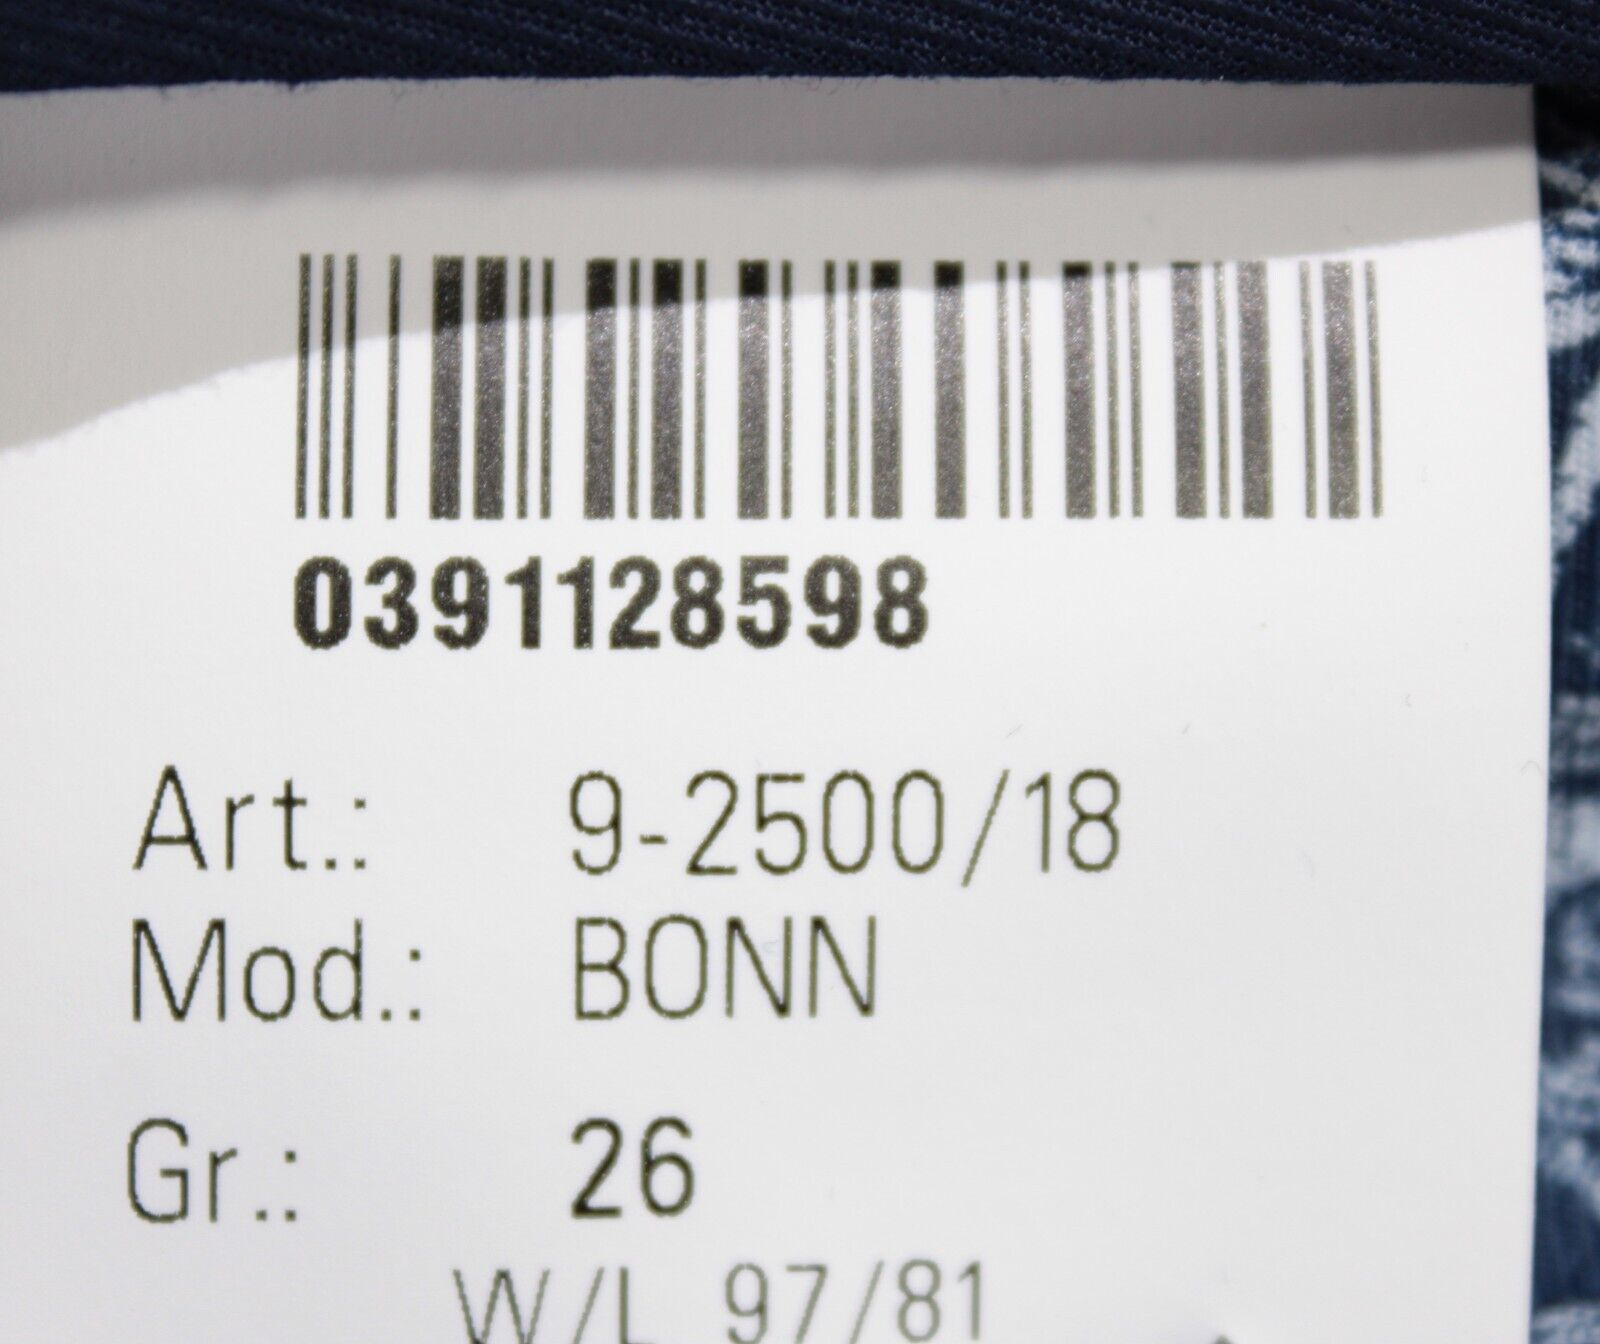 0391128598
Art.: 9-2500/18
Mod.: BONN
Gr.: 26
W/L 97/81